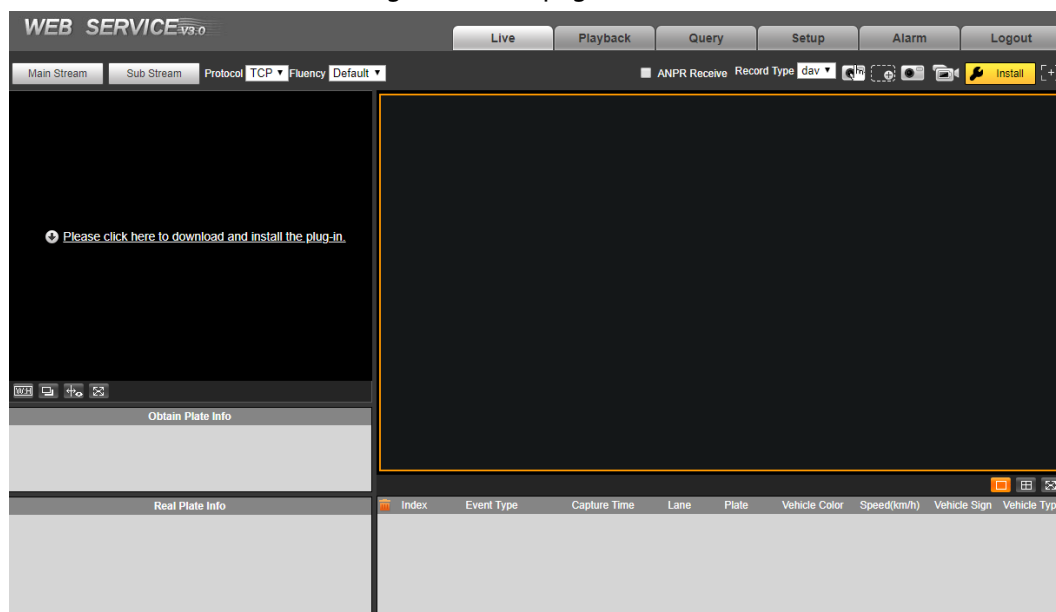 WEB SERVICE V3.0
Live Playback Query Setup Alarm Logout
Main Stream Sub Stream Protocol TCP Fluency Default ANPR Receive Record Type dav Install
Please click here to download and install the plug-in.
W:H
Obtain Plate Info
Real Plate Info
Index Event Type Capture Time Lane Plate Vehicle Color Speed(km/h) Vehicle Sign Vehicle Typ